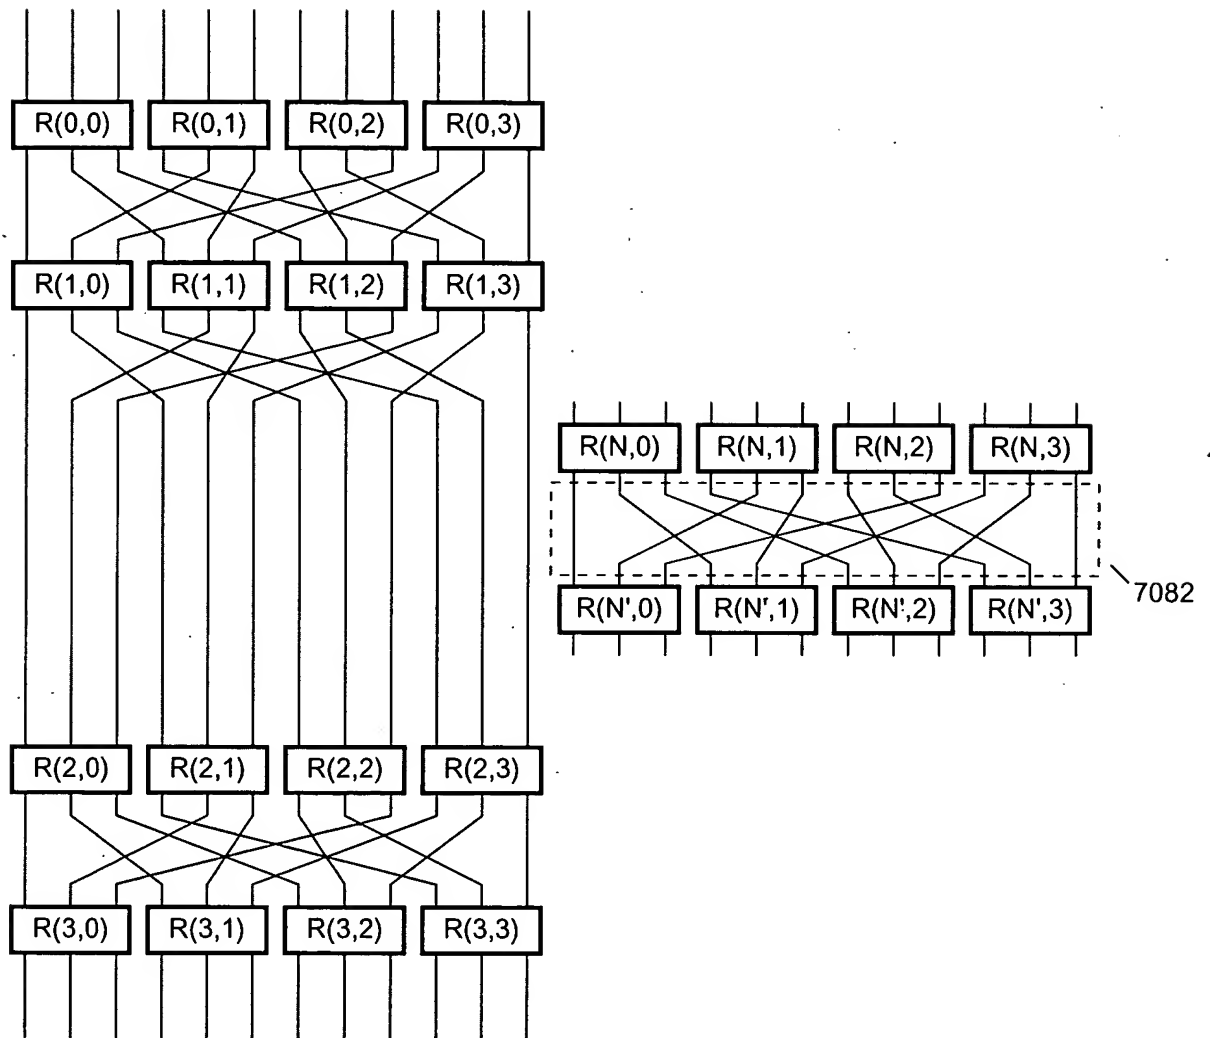 R(0,0) R(0,1) R(0,2) R(0,3)
R(1,0) R(1,1) R(1,2) R(1,3)
R(N,0) R(N,1) R(N,2) R(N,3)
7082
R(N',0) R(N',1) R(N',2) R(N',3)
R(2,0) R(2,1) R(2,2) R(2,3)
R(3,0) R(3,1) R(3,2) R(3,3)